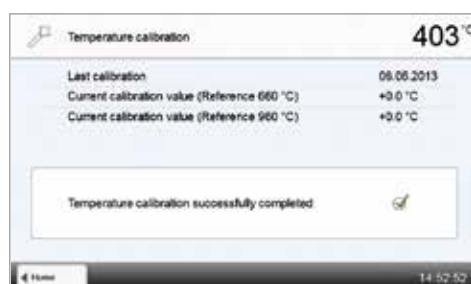 Temperature calibration 403 °C
Last calibration 06.06.2013
Current calibration value (Reference 660 °C) +0.0 °C
Current calibration value (Reference 960 °C) +0.0 °C
Temperature calibration successfully completed
Home 14:52:52